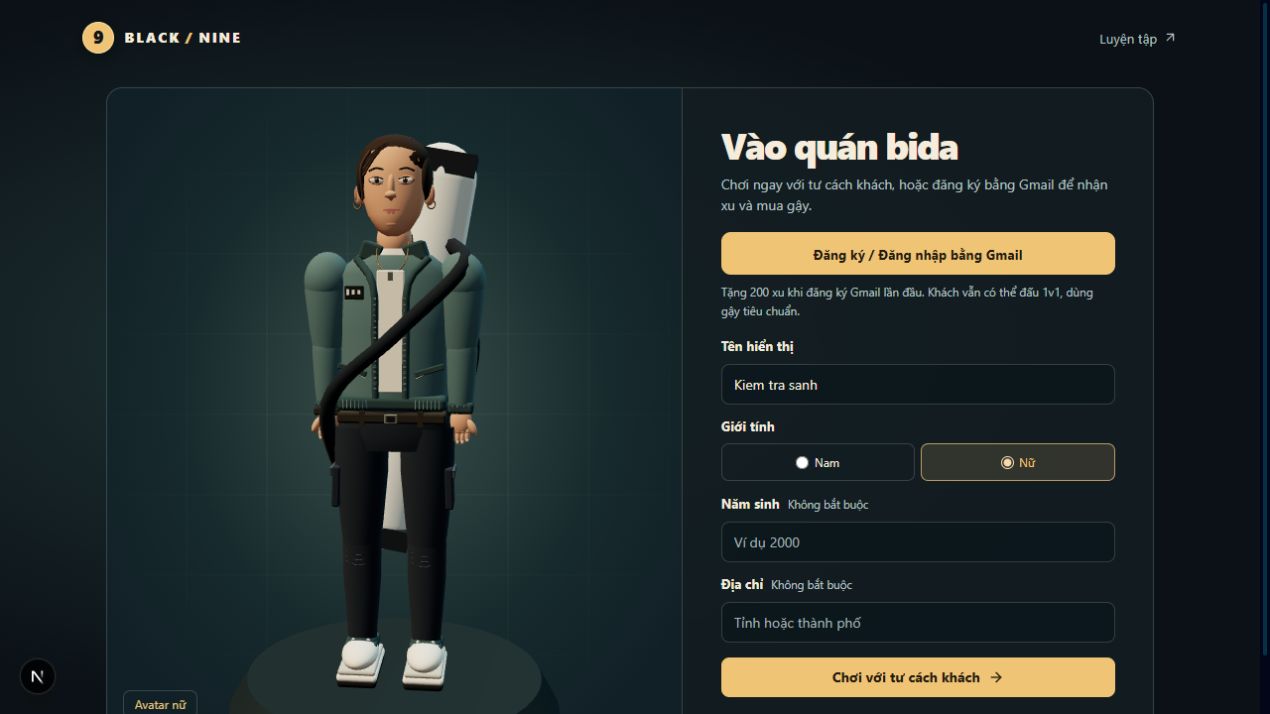 9 BLACK / NINE
Luyện tập ↗
Vào quán bida
Chơi ngay với tư cách khách, hoặc đăng ký bằng Gmail để nhận
xu và mua gậy.
Đăng ký / Đăng nhập bằng Gmail
Tặng 200 xu khi đăng ký Gmail lần đầu. Khách vẫn có thể đấu 1v1, dùng
gậy tiêu chuẩn.
Tên hiển thị
Kiem tra sanh
Giới tính
Nam
Nữ
Năm sinh Không bắt buộc
Ví dụ 2000
Địa chỉ Không bắt buộc
Tỉnh hoặc thành phố
Chơi với tư cách khách →
Avatar nữ
N